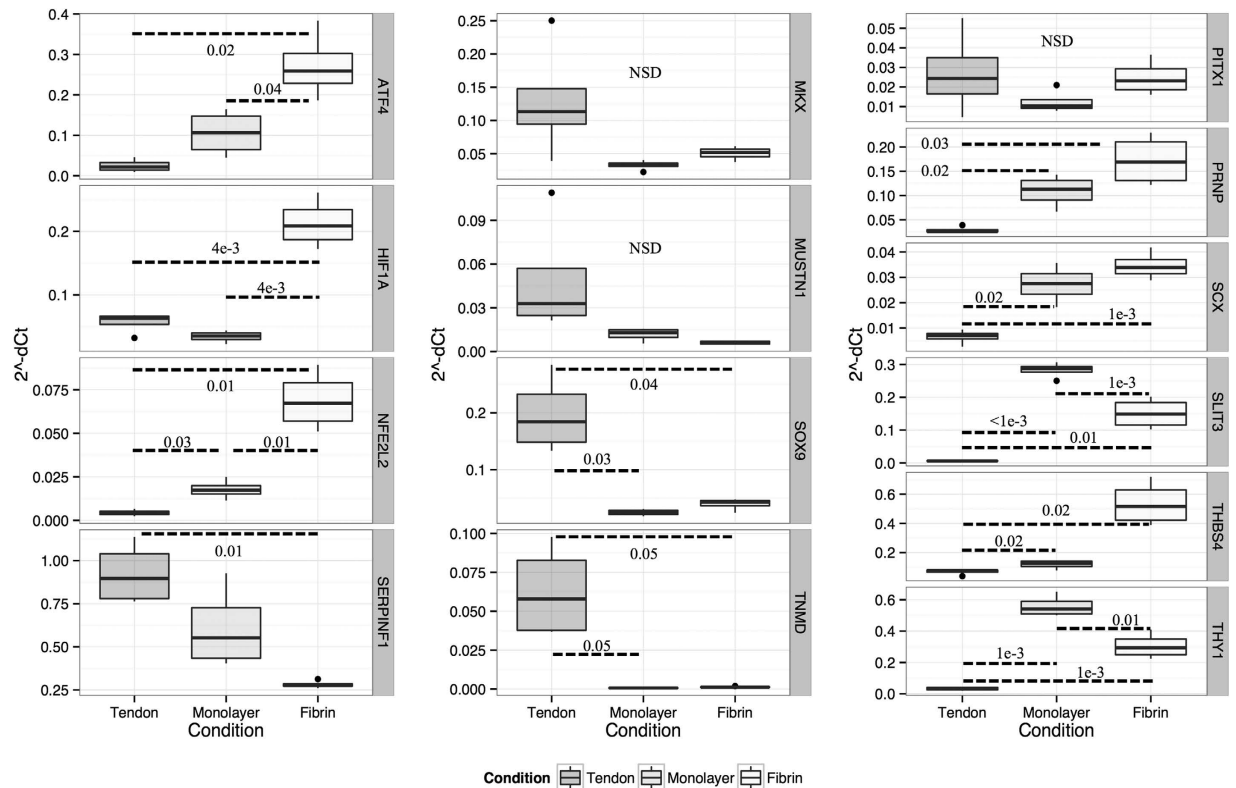 0.4
0.3
0.2
0.1
0.0
0.02
0.04
ATF4
0.2
0.1
4e-3
4e-3
HIF1A
0.075
0.050
0.025
0.000
0.01
0.03
0.01
NFE2L2
1.00
0.75
0.50
0.25
0.01
SERPINF1
2^-dCt
Tendon Monolayer Fibrin
Condition
0.25
0.20
0.15
0.10
0.05
NSD
MKX
0.09
0.06
0.03
0.00
NSD
MUSTN1
0.2
0.1
0.04
0.03
SOX9
0.100
0.075
0.050
0.025
0.000
0.05
0.05
TNMD
2^-dCt
Tendon Monolayer Fibrin
Condition
0.05
0.04
0.03
0.02
0.01
NSD
PITX1
0.20
0.15
0.10
0.05
0.03
0.02
PRNP
0.04
0.03
0.02
0.01
0.02
1e-3
SCX
0.3
0.2
0.1
0.0
1e-3
<1e-3
0.01
SLIT3
0.6
0.4
0.2
0.02
0.02
THBS4
0.6
0.4
0.2
0.0
0.01
1e-3
1e-3
THY1
2^-dCt
Tendon Monolayer Fibrin
Condition
Condition Tendon Monolayer Fibrin